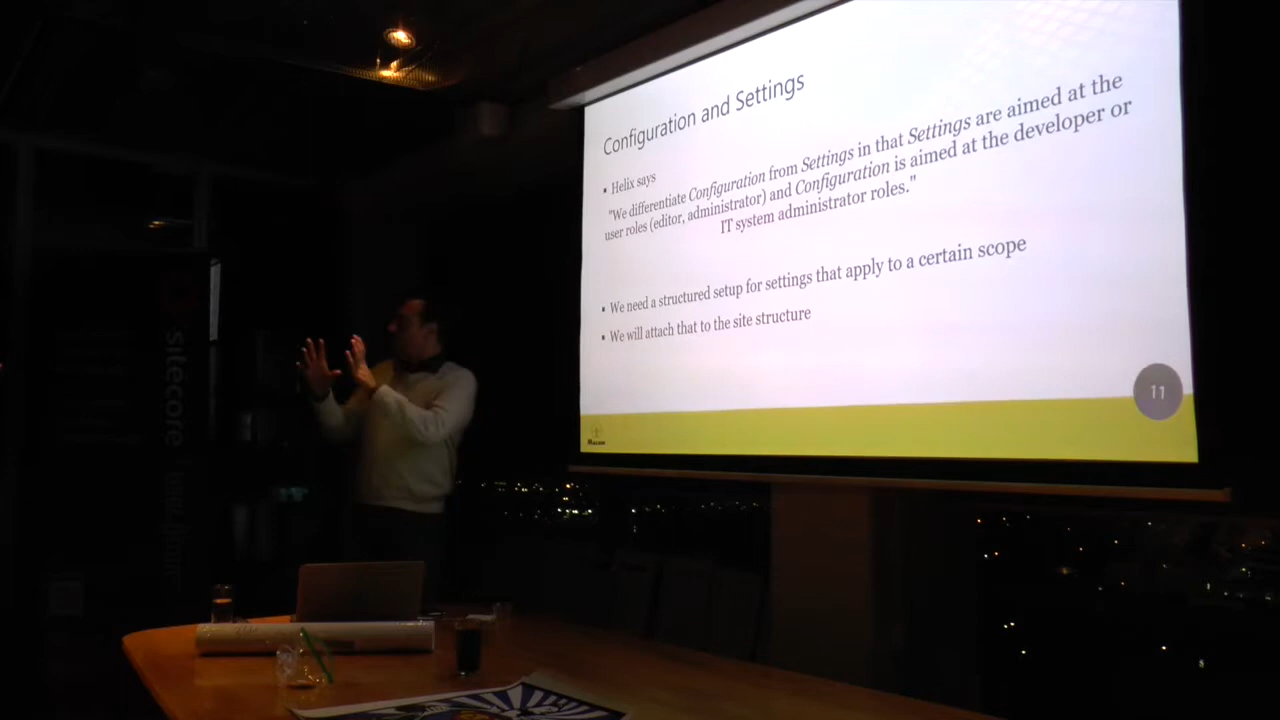 Configuration and Settings
▪ Helix says
"We differentiate Configuration from Settings in that Settings are aimed at the
user roles (editor, administrator) and Configuration is aimed at the developer or
IT system administrator roles."
▪ We need a structured setup for settings that apply to a certain scope
▪ We will attach that to the site structure
11
Macaw
sitecore